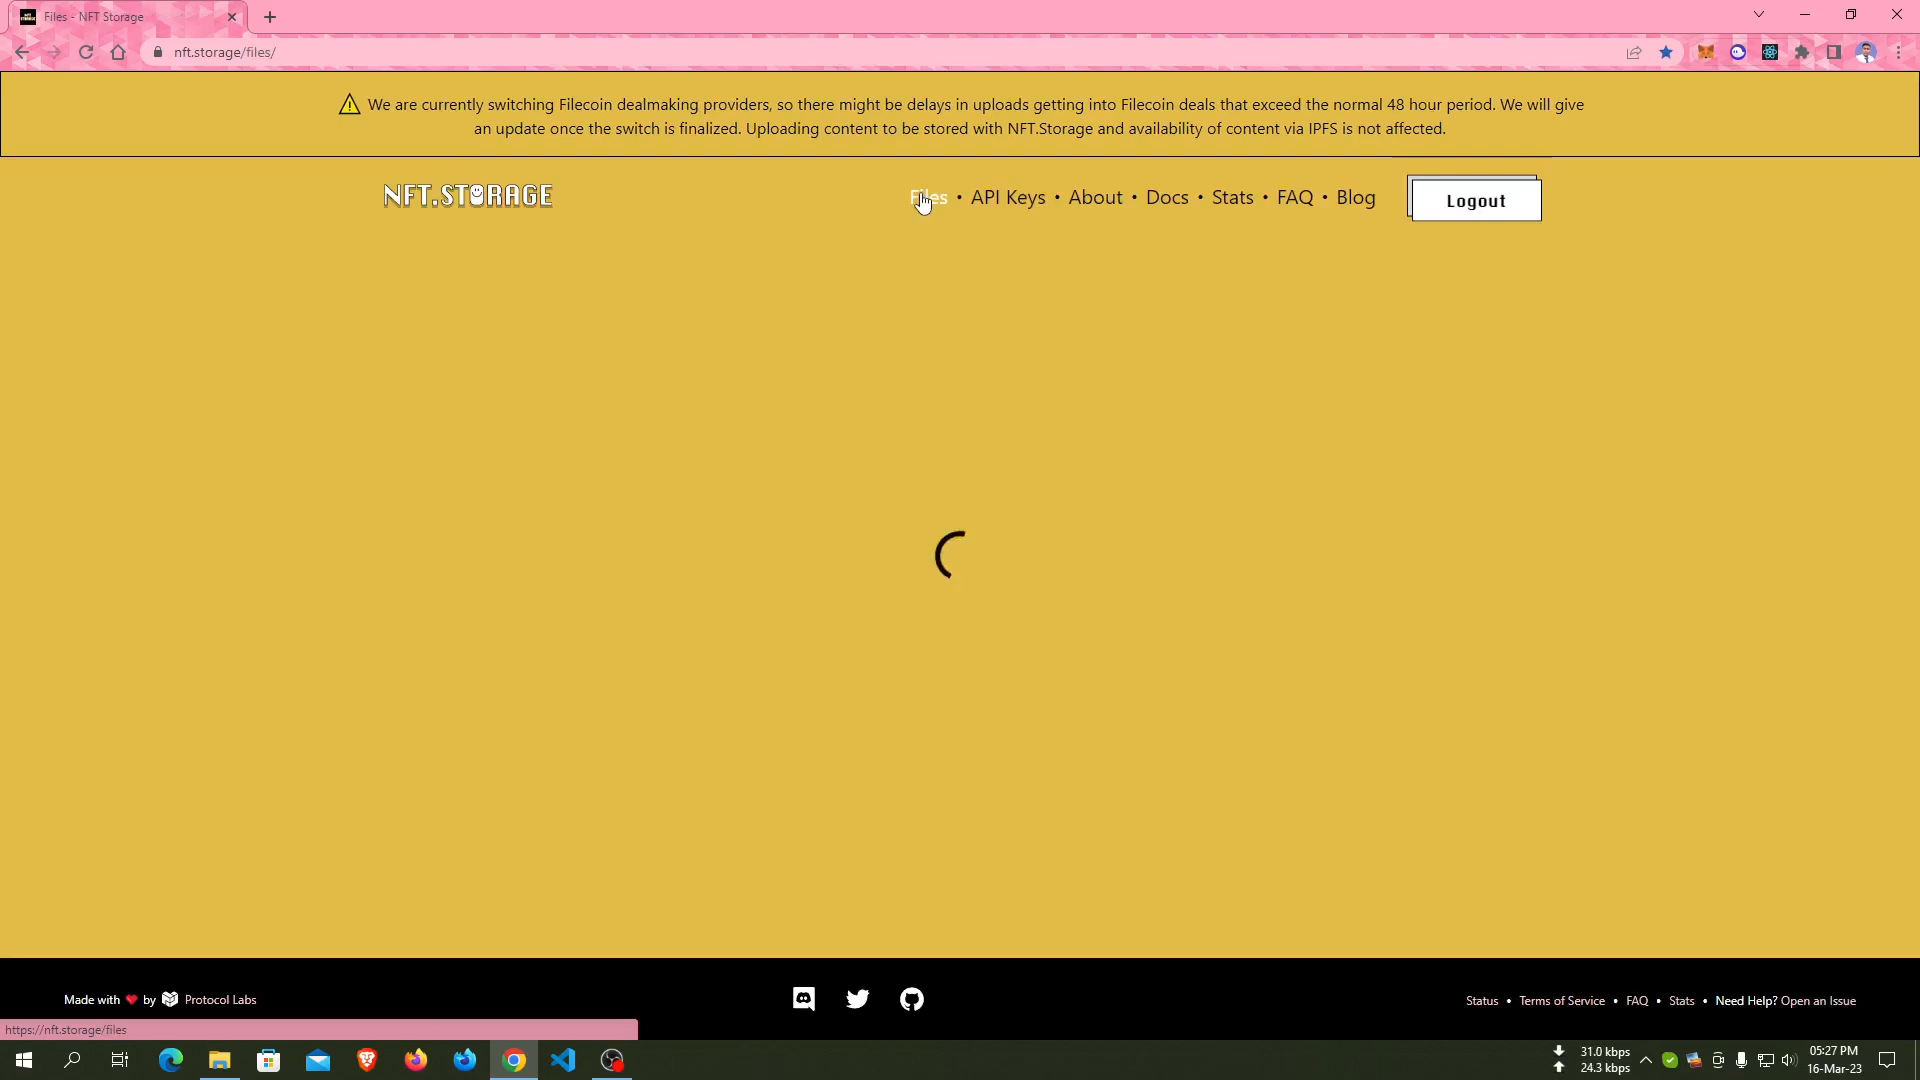 Files - NFT Storage
nft.storage/files/
We are currently switching Filecoin dealmaking providers, so there might be delays in uploads getting into Filecoin deals that exceed the normal 48 hour period. We will give
an update once the switch is finalized. Uploading content to be stored with NFT.Storage and availability of content via IPFS is not affected.
NFT.STORAGE
Files • API Keys • About • Docs • Stats • FAQ • Blog
Logout
Made with ❤ by Protocol Labs
Status • Terms of Service • FAQ • Stats • Need Help? Open an Issue
https://nft.storage/files
31.0 kbps
24.3 kbps
05:27 PM
16-Mar-23